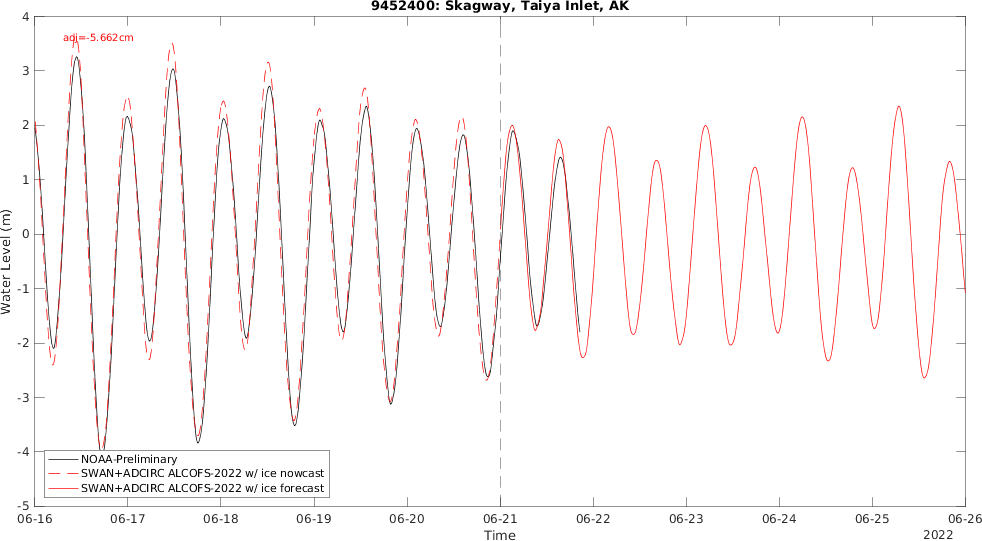 9452400: Skagway, Taiya Inlet, AK
adj=-5.662cm
Water Level (m)
4
3
2
1
0
-1
-2
-3
-4
-5
NOAA-Preliminary
SWAN+ADCIRC ALCOFS-2022 w/ ice nowcast
SWAN+ADCIRC ALCOFS-2022 w/ ice forecast
06-16 06-17 06-18 06-19 06-20 06-21 06-22 06-23 06-24 06-25 06-26
Time
2022